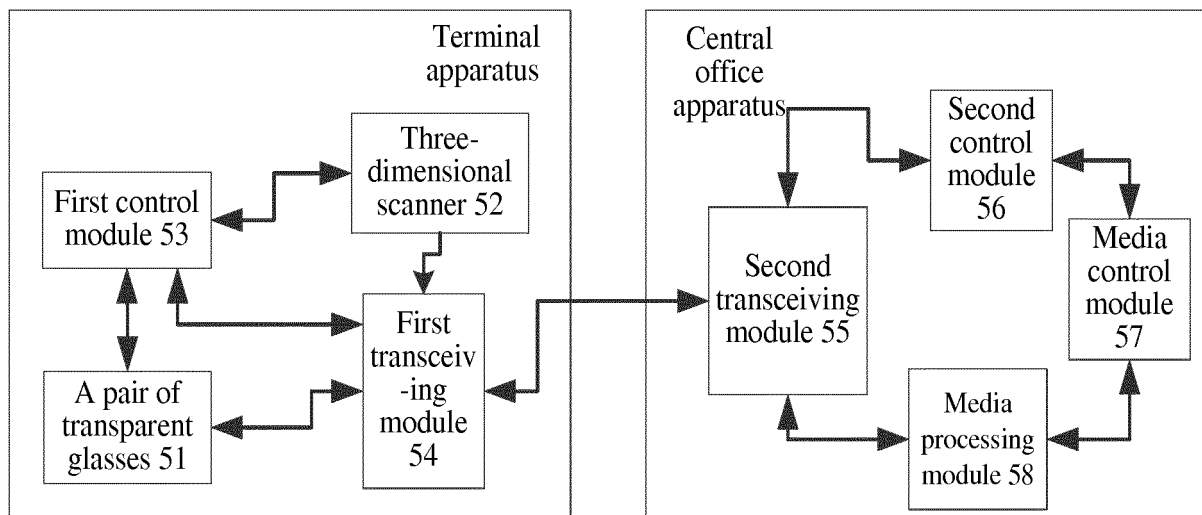 Terminal
apparatus
Three-
dimensional
scanner 52
First control
module 53
First
transceiv
-ing
module
54
A pair of
transparent
glasses 51
Central
office
apparatus
Second
control
module
56
Second
transceiving
module 55
Media
control
module
57
Media
processing
module 58